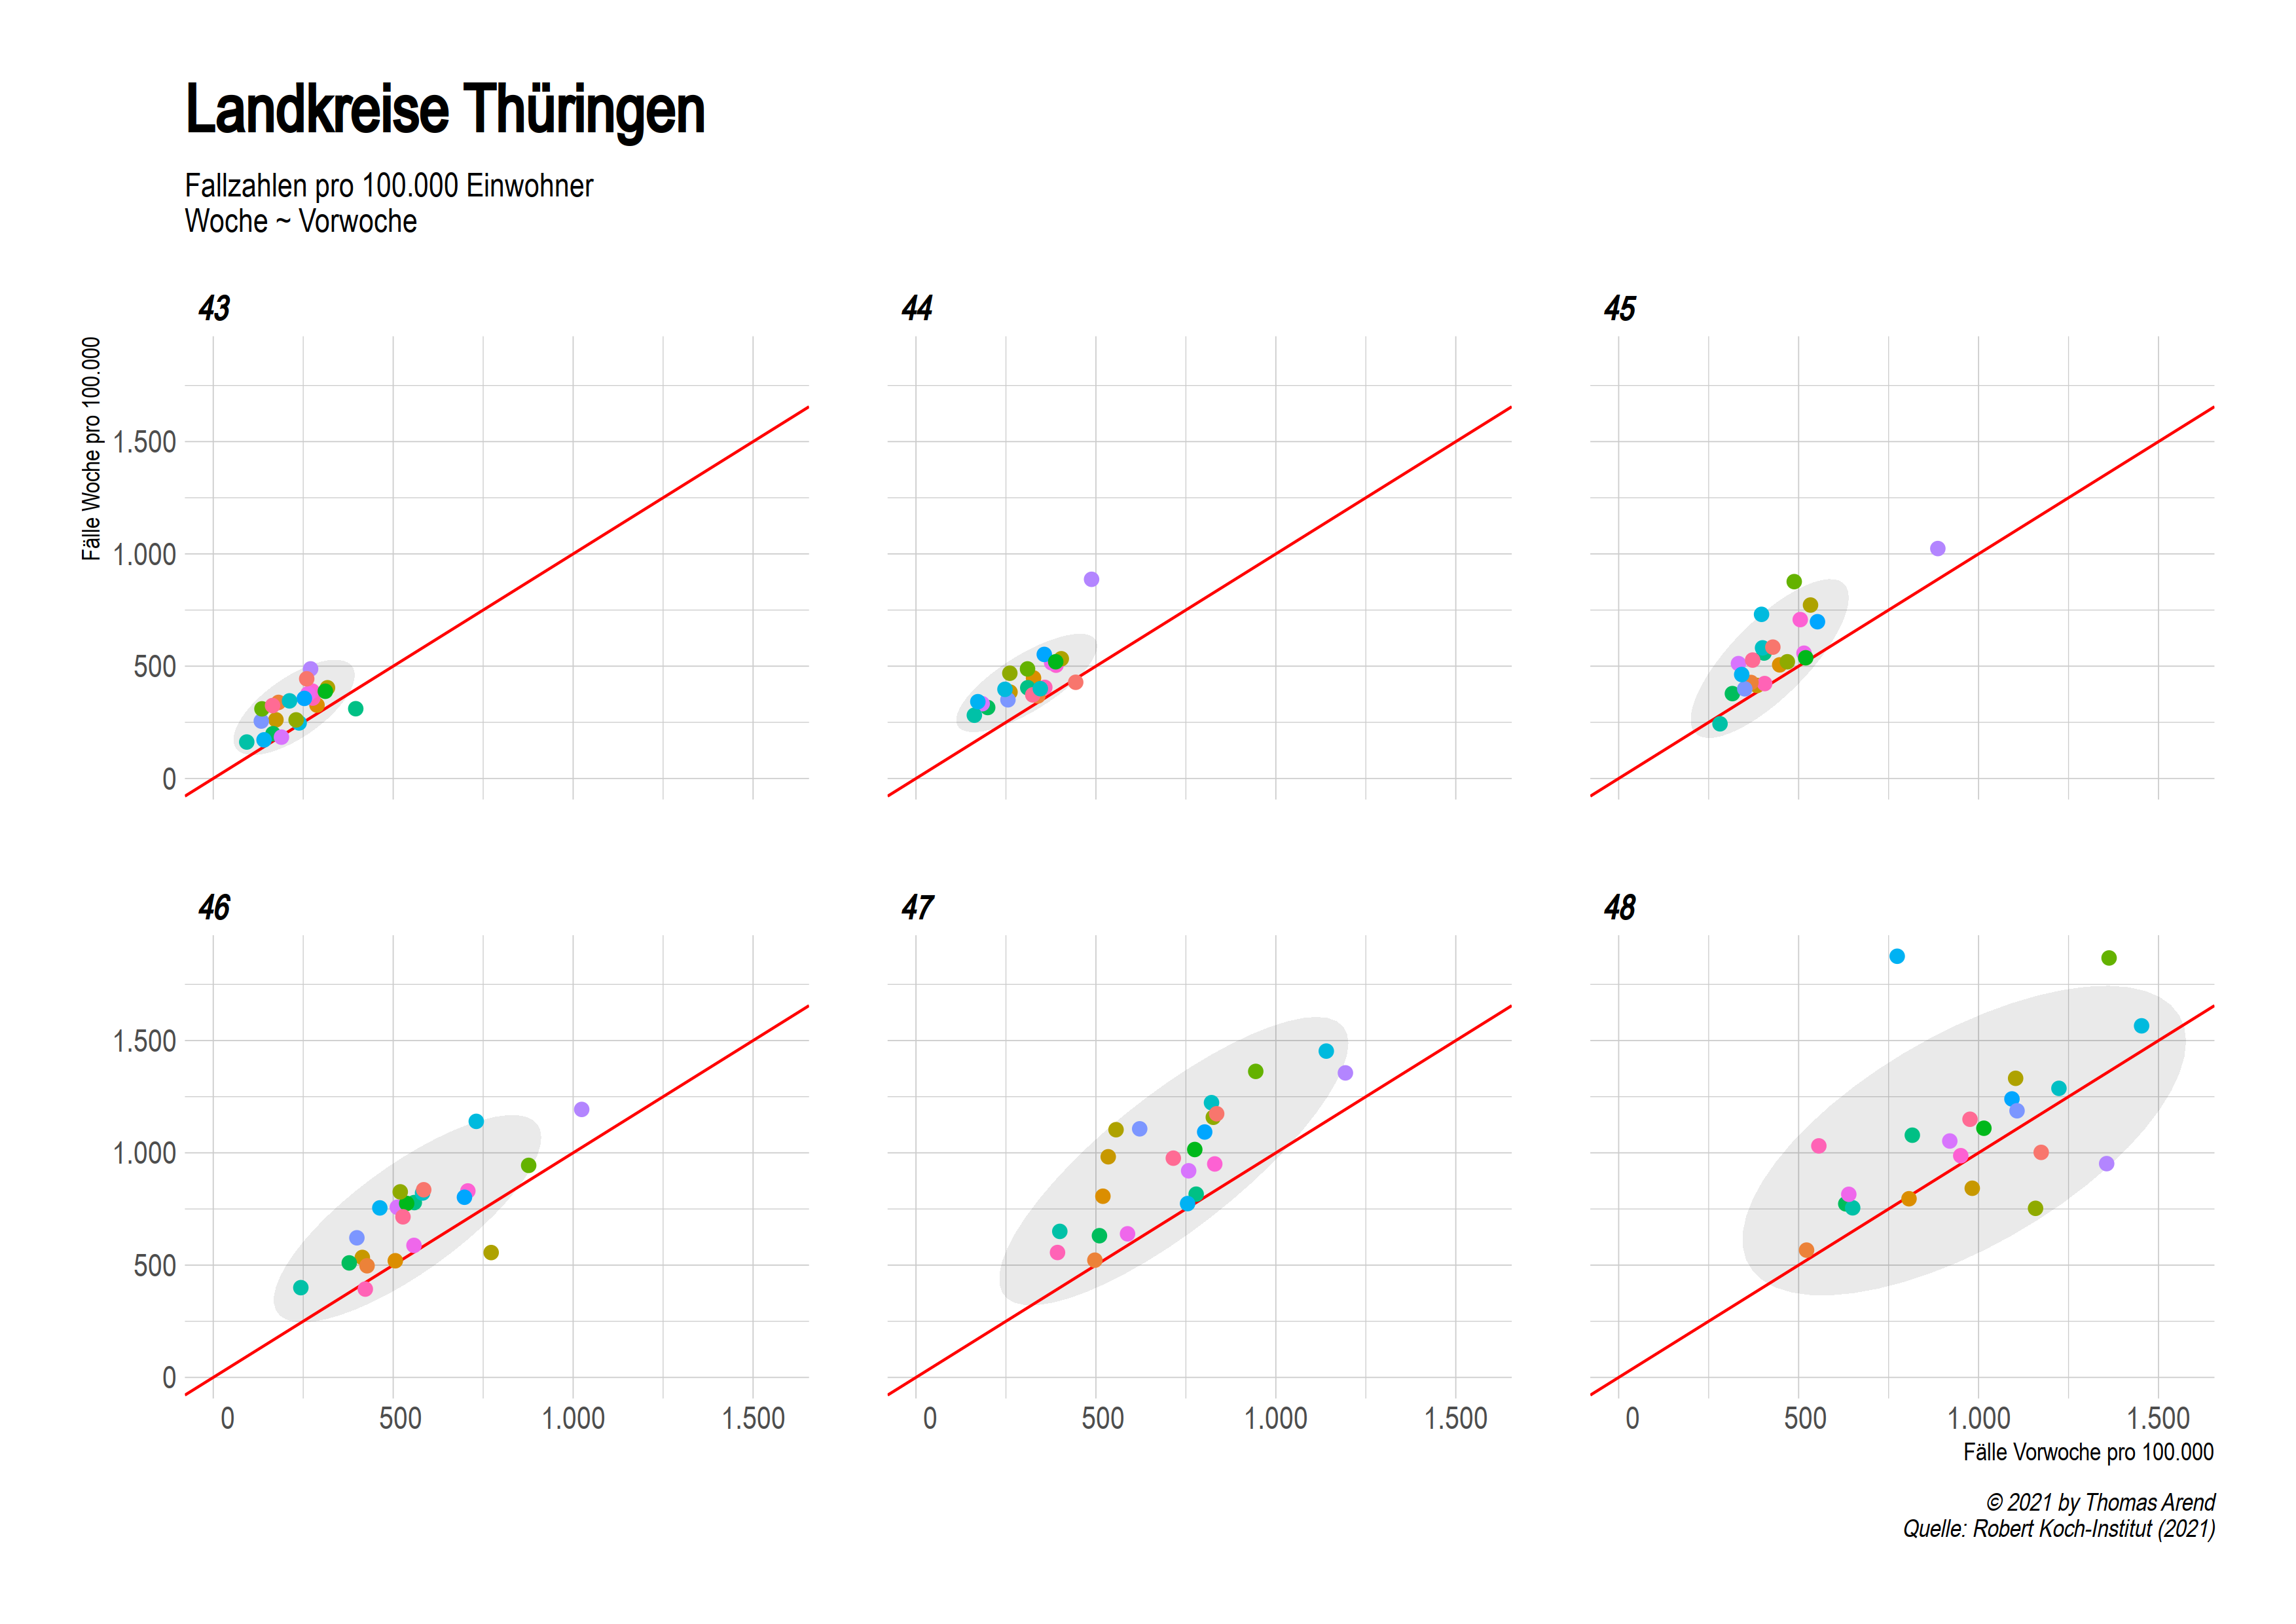 Landkreise Thüringen
Fallzahlen pro 100.000 Einwohner
Woche ~ Vorwoche
43
44
45
Fälle Woche pro 100.000
1.500
1.000
500
0
46
47
48
1.500
1.000
500
0
0 500 1.000 1.500
0 500 1.000 1.500
0 500 1.000 1.500
Fälle Vorwoche pro 100.000
© 2021 by Thomas Arend
Quelle: Robert Koch-Institut (2021)